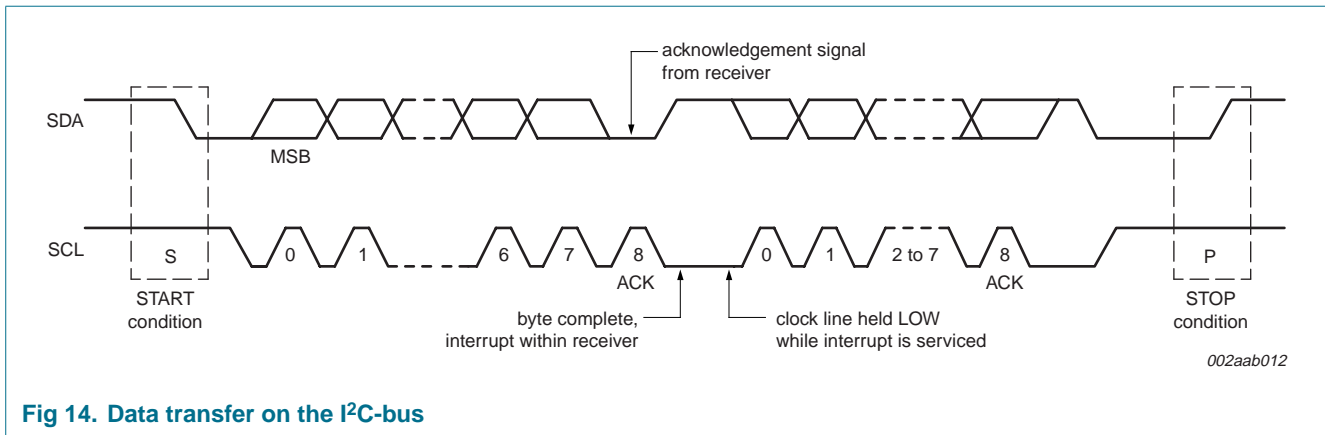 acknowledgement signal
from receiver
SDA
MSB
SCL
S
0
1
6
7
8
0
1
2 to 7
8
P
ACK
ACK
START
condition
STOP
condition
byte complete,
interrupt within receiver
clock line held LOW
while interrupt is serviced
002aab012
Fig 14. Data transfer on the I²C-bus